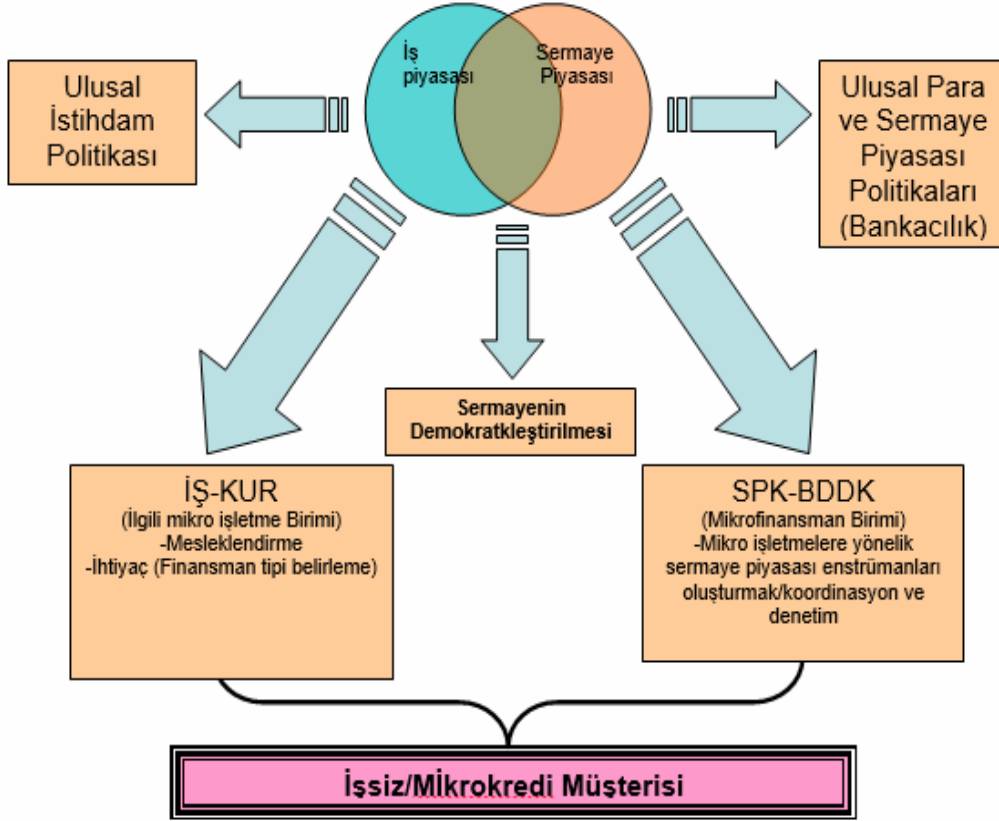 İş
piyasası
Sermaye
Piyasası
Ulusal
İstihdam
Politikası
Ulusal Para
ve Sermaye
Piyasası
Politikaları
(Bankacılık)
Sermayenin
Demokratkleştirilmesi
İŞ-KUR
(İlgili mikro işletme Birimi)
-Mesleklendirme
-İhtiyaç (Finansman tipi belirleme)
SPK-BDDK
(Mikrofinansman Birimi)
-Mikro işletmelere yönelik
sermaye piyasası enstrümanları
oluşturmak/koordinasyon ve
denetim
İşsiz/Mİkrokredi Müşterisi